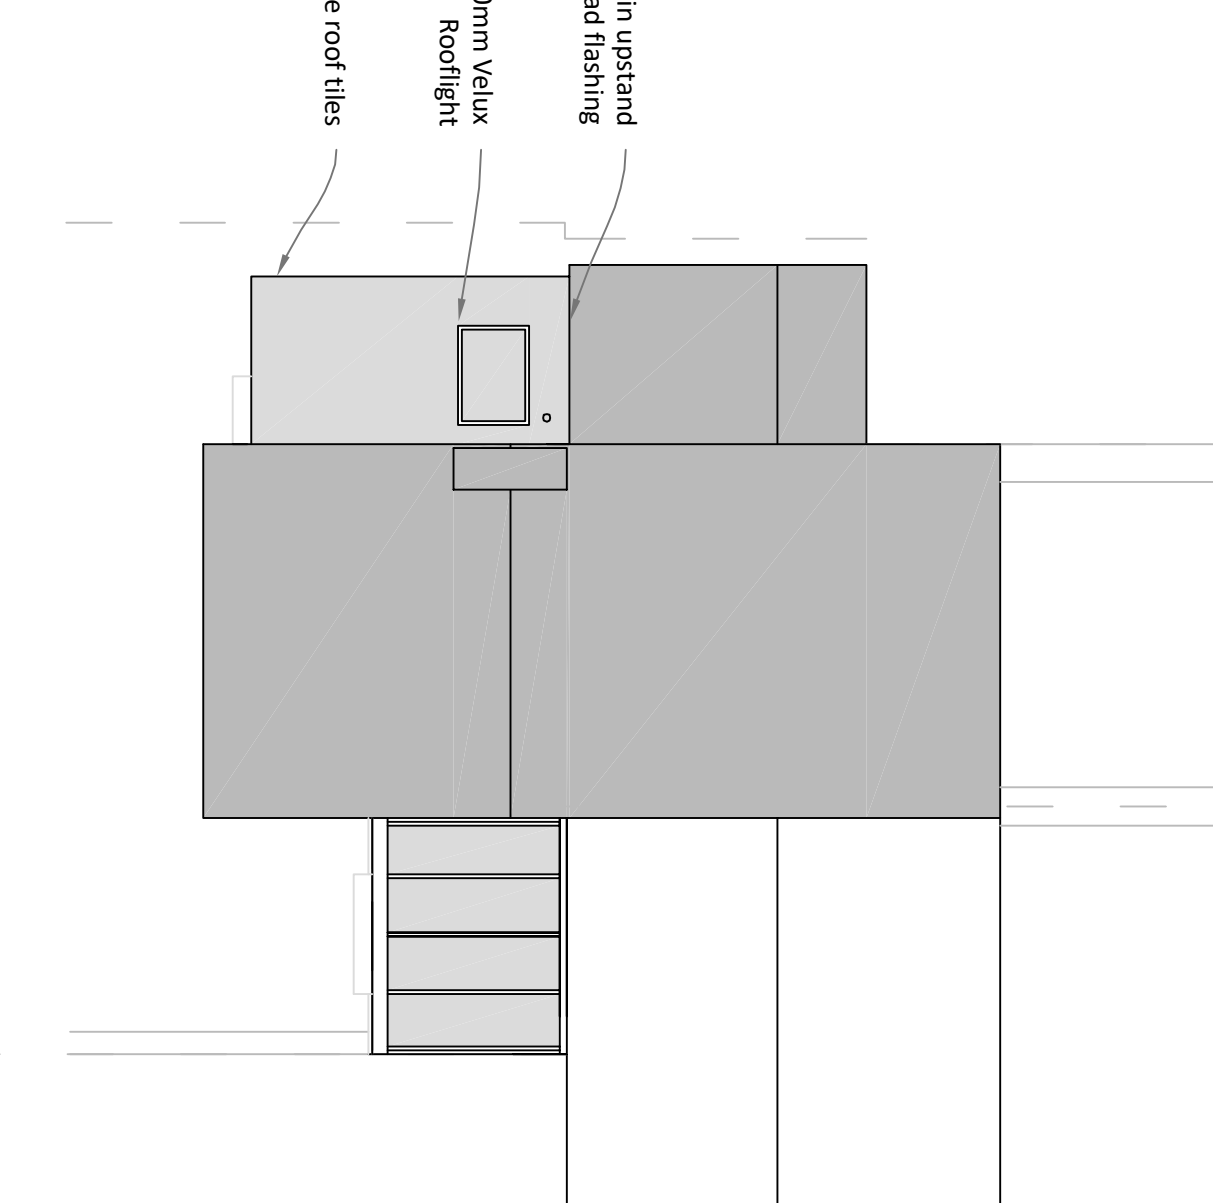 in upstand
ad flashing
0mm Velux
Rooflight
e roof tiles